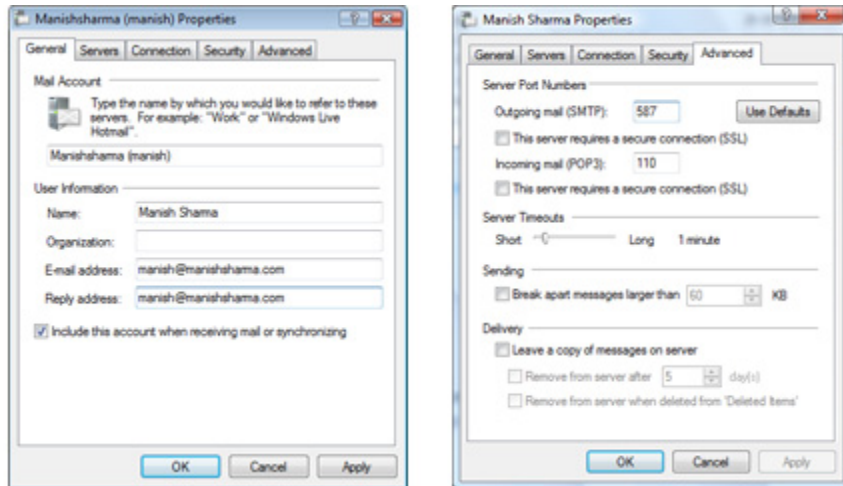 Manishsharma (manish) Properties
General Servers Connection Security Advanced
Mail Account
Type the name by which you would like to refer to these
servers. For example: "Work" or "Windows Live
Hotmail".
Manishsharma (manish)
User Information
Name: Manish Sharma
Organization:
E-mail address: manish@manishsharma.com
Reply address: manish@manishsharma.com
Include this account when receiving mail or synchronizing
OK Cancel Apply
Manish Sharma Properties
General Servers Connection Security Advanced
Server Port Numbers
Outgoing mail (SMTP): 587 Use Defaults
This server requires a secure connection (SSL)
Incoming mail (POP3): 110
This server requires a secure connection (SSL)
Server Timeouts
Short Long 1 minute
Sending
Break apart messages larger than 60 KB
Delivery
Leave a copy of messages on server
Remove from server after 5 day(s)
Remove from server when deleted from 'Deleted Items'
OK Cancel Apply